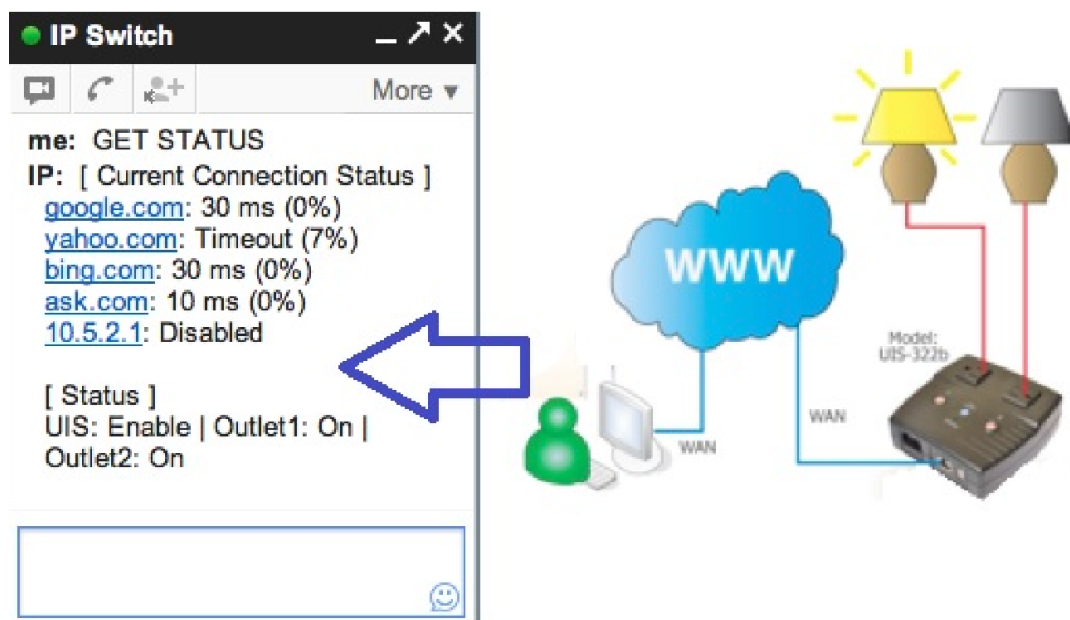 IP Switch
More ▼
me: GET STATUS
IP: [ Current Connection Status ]
google.com: 30 ms (0%)
yahoo.com: Timeout (7%)
bing.com: 30 ms (0%)
ask.com: 10 ms (0%)
10.5.2.1: Disabled
[ Status ]
UIS: Enable | Outlet1: On |
Outlet2: On
WWW
Model:
UIS-322b
WAN
WAN